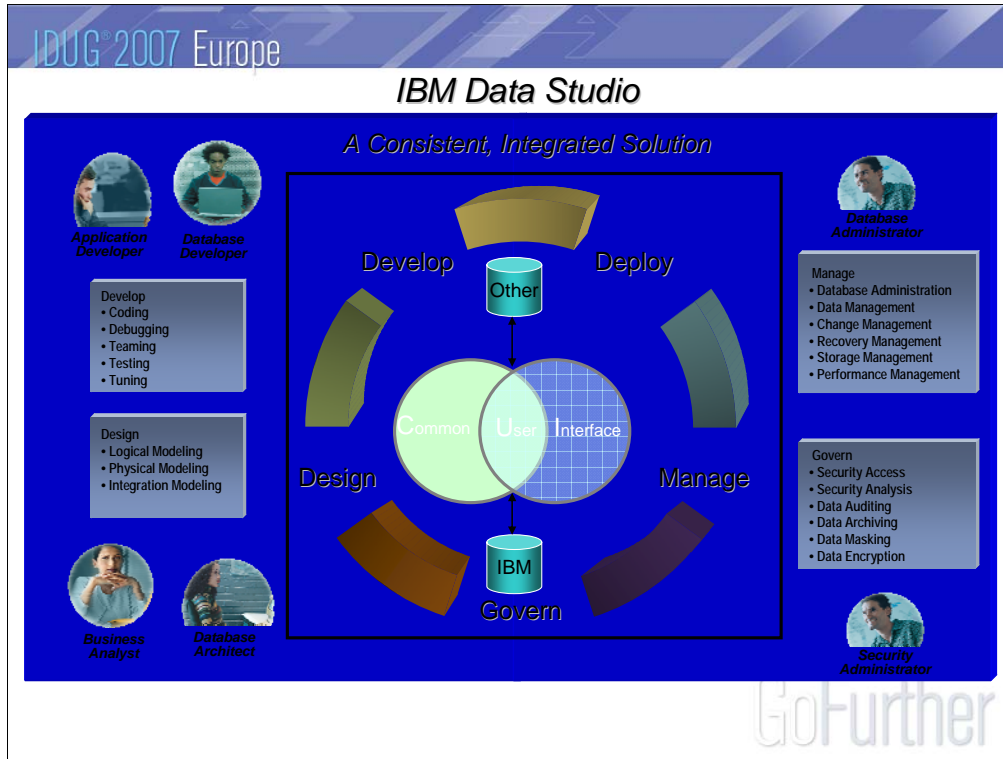 IDUG® 2007 Europe
IBM Data Studio
A Consistent, Integrated Solution
Application
Developer
Database
Developer
Develop
• Coding
• Debugging
• Teaming
• Testing
• Tuning
Design
• Logical Modeling
• Physical Modeling
• Integration Modeling
Business
Analyst
Database
Architect
Develop
Deploy
Other
Common User Interface
Design
Manage
IBM
Govern
Database
Administrator
Manage
• Database Administration
• Data Management
• Change Management
• Recovery Management
• Storage Management
• Performance Management
Govern
• Security Access
• Security Analysis
• Data Auditing
• Data Archiving
• Data Masking
• Data Encryption
Security
Administrator
GoFurther